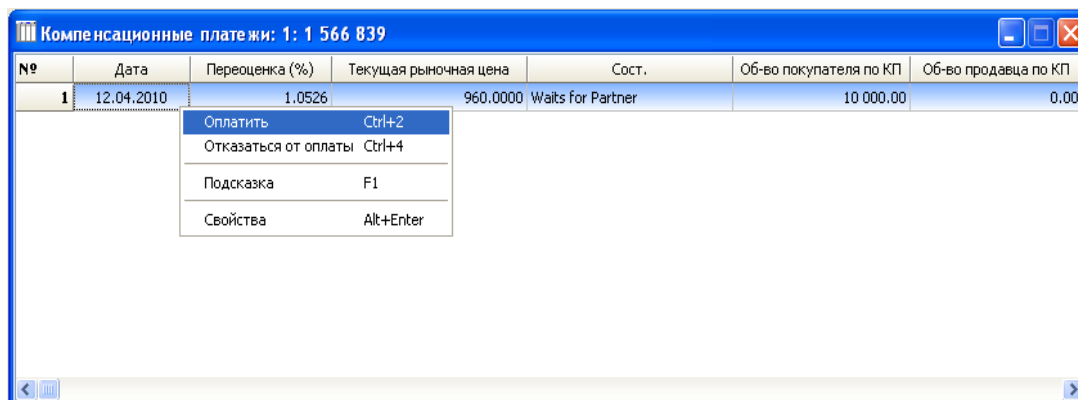 Компенсационные платежи: 1: 1 566 839
№ Дата Переоценка (%) Текущая рыночная цена Сост. Об-во покупателя по КП Об-во продавца по КП
1 12.04.2010 1.0526 960.0000 Waits for Partner 10 000.00 0.00
Оплатить Ctrl+2
Отказаться от оплаты Ctrl+4
Подсказка F1
Свойства Alt+Enter